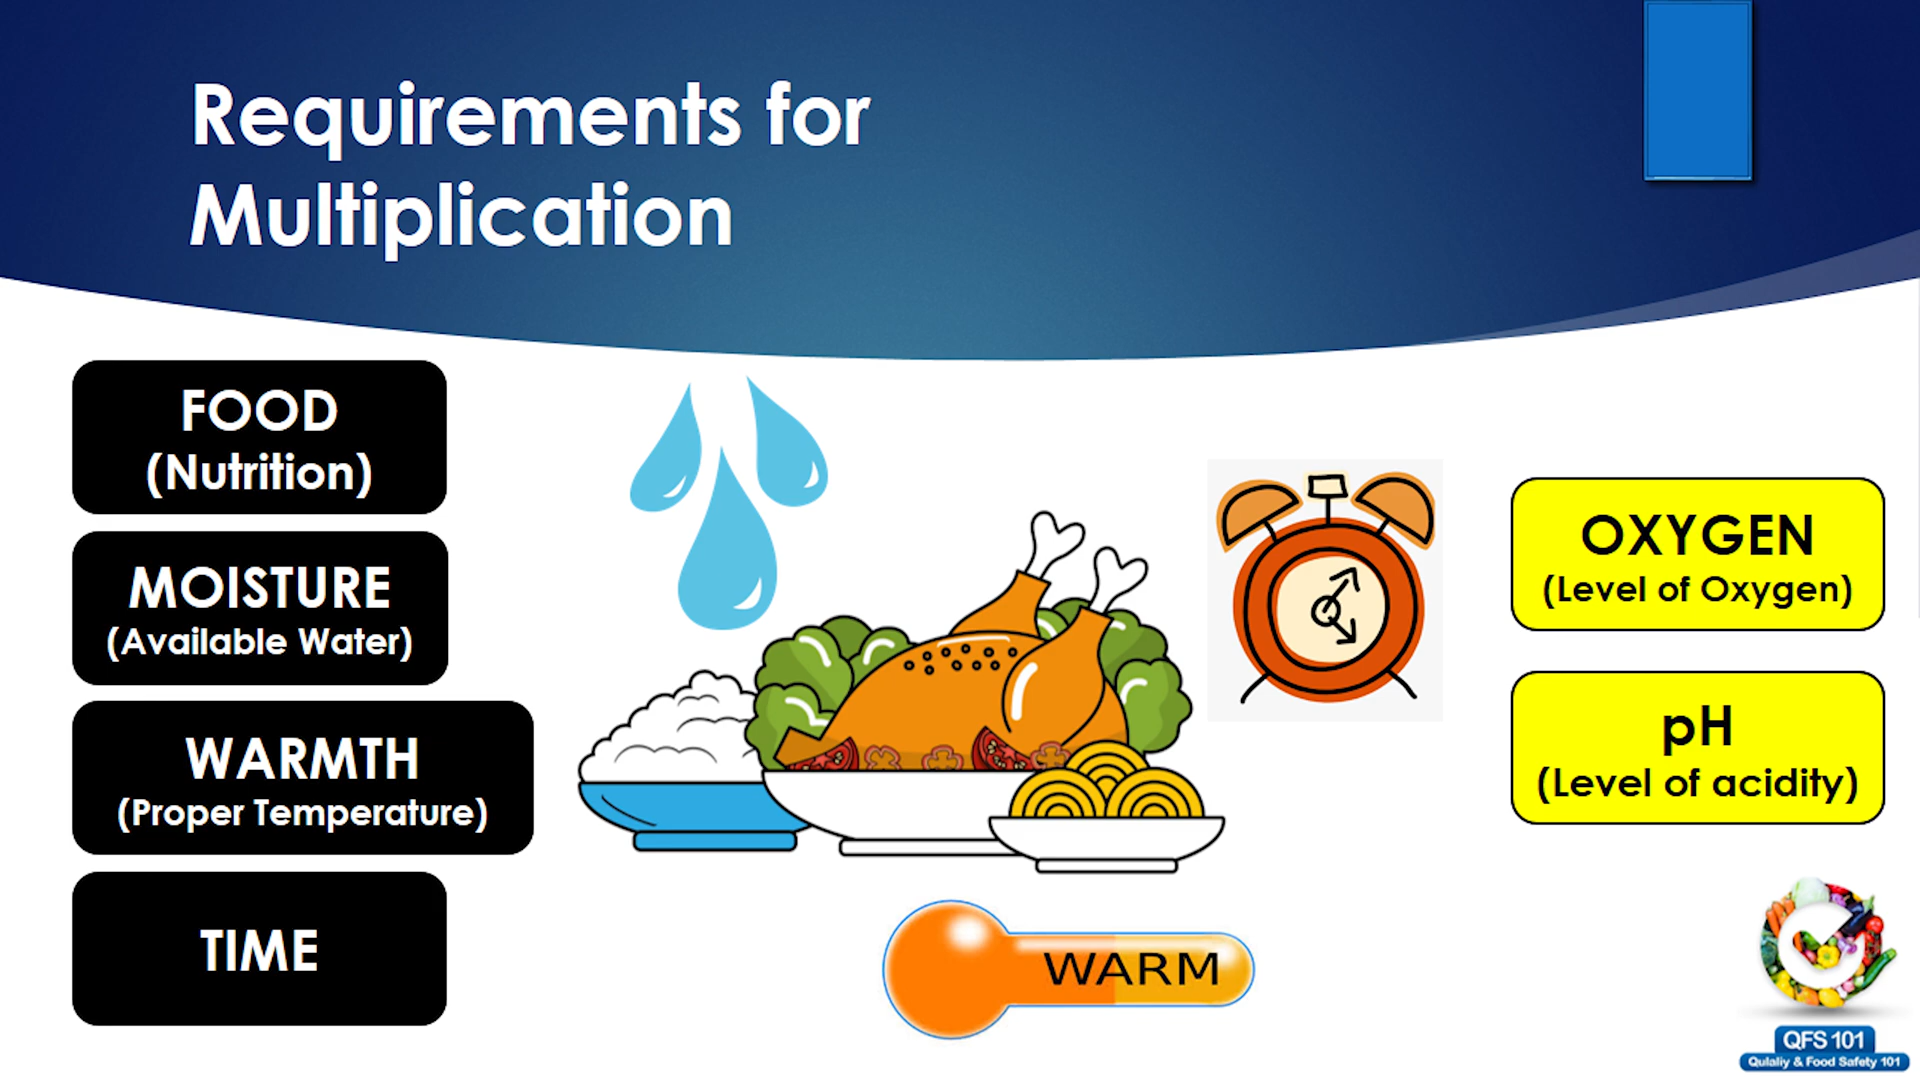 Requirements for
Multiplication
FOOD
(Nutrition)
MOISTURE
(Available Water)
WARMTH
(Proper Temperature)
TIME
WARM
OXYGEN
(Level of Oxygen)
pH
(Level of acidity)
QFS 101
Qulaliy & Food Safety 101